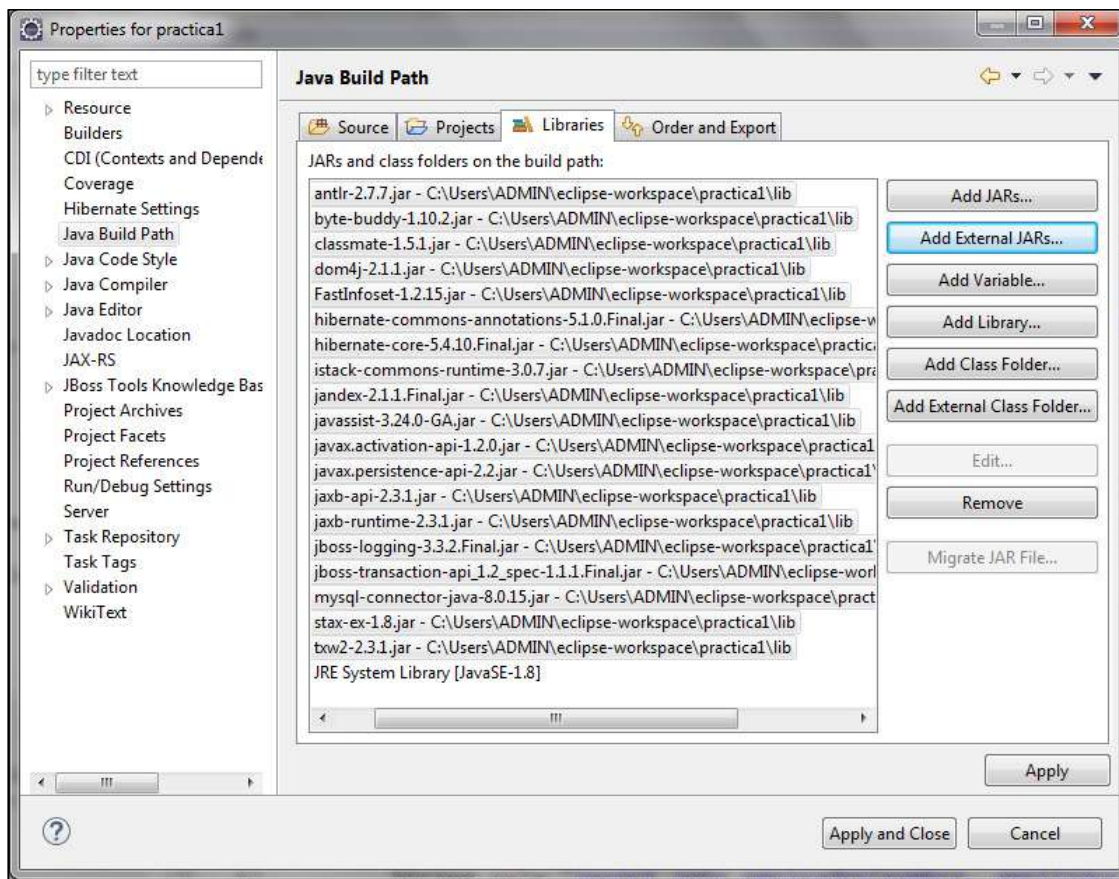 Properties for practica1
type filter text
Resource
Builders
CDI (Contexts and Depende
Coverage
Hibernate Settings
Java Build Path
Java Code Style
Java Compiler
Java Editor
Javadoc Location
JAX-RS
JBoss Tools Knowledge Bas
Project Archives
Project Facets
Project References
Run/Debug Settings
Server
Task Repository
Task Tags
Validation
WikiText
Java Build Path
Source Projects Libraries Order and Export
JARs and class folders on the build path:
antlr-2.7.7.jar - C:\Users\ADMIN\eclipse-workspace\practica1\lib
byte-buddy-1.10.2.jar - C:\Users\ADMIN\eclipse-workspace\practica1\lib
classmate-1.5.1.jar - C:\Users\ADMIN\eclipse-workspace\practica1\lib
dom4j-2.1.1.jar - C:\Users\ADMIN\eclipse-workspace\practica1\lib
FastInfoset-1.2.15.jar - C:\Users\ADMIN\eclipse-workspace\practica1\lib
hibernate-commons-annotations-5.1.0.Final.jar - C:\Users\ADMIN\eclipse-w
hibernate-core-5.4.10.Final.jar - C:\Users\ADMIN\eclipse-workspace\practica
istack-commons-runtime-3.0.7.jar - C:\Users\ADMIN\eclipse-workspace\pra
jandex-2.1.1.Final.jar - C:\Users\ADMIN\eclipse-workspace\practica1\lib
javassist-3.24.0-GA.jar - C:\Users\ADMIN\eclipse-workspace\practica1\lib
javax.activation-api-1.2.0.jar - C:\Users\ADMIN\eclipse-workspace\practica1
javax.persistence-api-2.2.jar - C:\Users\ADMIN\eclipse-workspace\practica1\
jaxb-api-2.3.1.jar - C:\Users\ADMIN\eclipse-workspace\practica1\lib
jaxb-runtime-2.3.1.jar - C:\Users\ADMIN\eclipse-workspace\practica1\lib
jboss-logging-3.3.2.Final.jar - C:\Users\ADMIN\eclipse-workspace\practica1\
jboss-transaction-api_1.2_spec-1.1.1.Final.jar - C:\Users\ADMIN\eclipse-worl
mysql-connector-java-8.0.15.jar - C:\Users\ADMIN\eclipse-workspace\pract
stax-ex-1.8.jar - C:\Users\ADMIN\eclipse-workspace\practica1\lib
txw2-2.3.1.jar - C:\Users\ADMIN\eclipse-workspace\practica1\lib
JRE System Library [JavaSE-1.8]
Add JARs...
Add External JARs...
Add Variable...
Add Library...
Add Class Folder...
Add External Class Folder...
Edit...
Remove
Migrate JAR File...
Apply
Apply and Close
Cancel